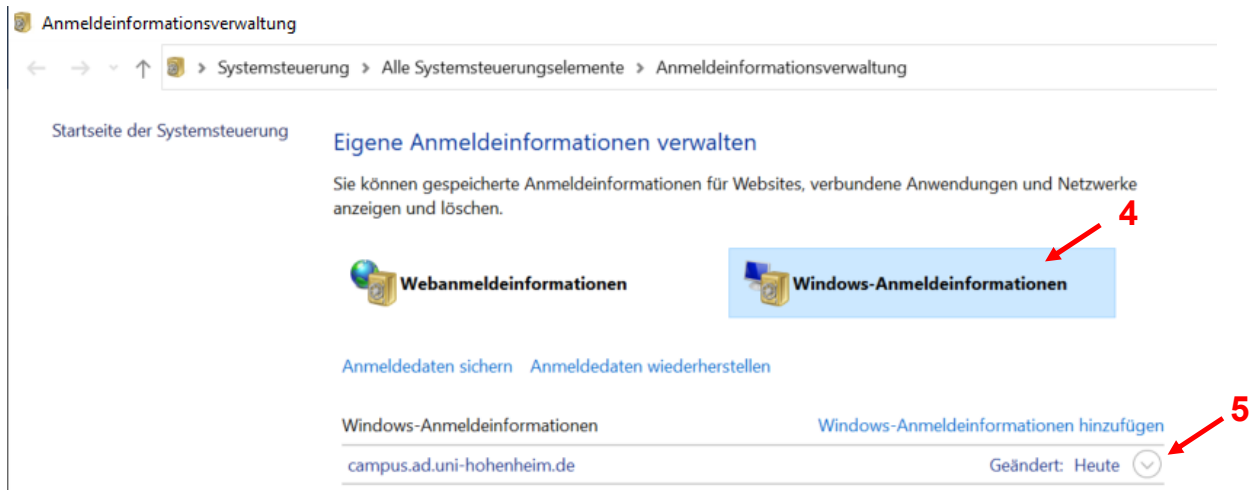 Anmeldeinformationsverwaltung
Systemsteuerung > Alle Systemsteuerungselemente > Anmeldeinformationsverwaltung
Startseite der Systemsteuerung
Eigene Anmeldeinformationen verwalten
Sie können gespeicherte Anmeldeinformationen für Websites, verbundene Anwendungen und Netzwerke
anzeigen und löschen.
4
Webanmeldeinformationen
Windows-Anmeldeinformationen
Anmeldedaten sichern Anmeldedaten wiederherstellen
5
Windows-Anmeldeinformationen Windows-Anmeldeinformationen hinzufügen
campus.ad.uni-hohenheim.de Geändert: Heute